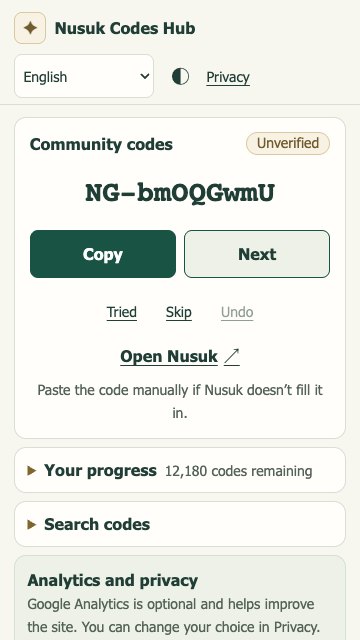 Nusuk Codes Hub
English
Privacy
Community codes
Unverified
NG-bmOQGwmU
Copy
Next
Tried
Skip
Undo
Open Nusuk ↗
Paste the code manually if Nusuk doesn’t fill it
in.
Your progress 12,180 codes remaining
Search codes
Analytics and privacy
Google Analytics is optional and helps improve
the site. You can change your choice in Privacy.